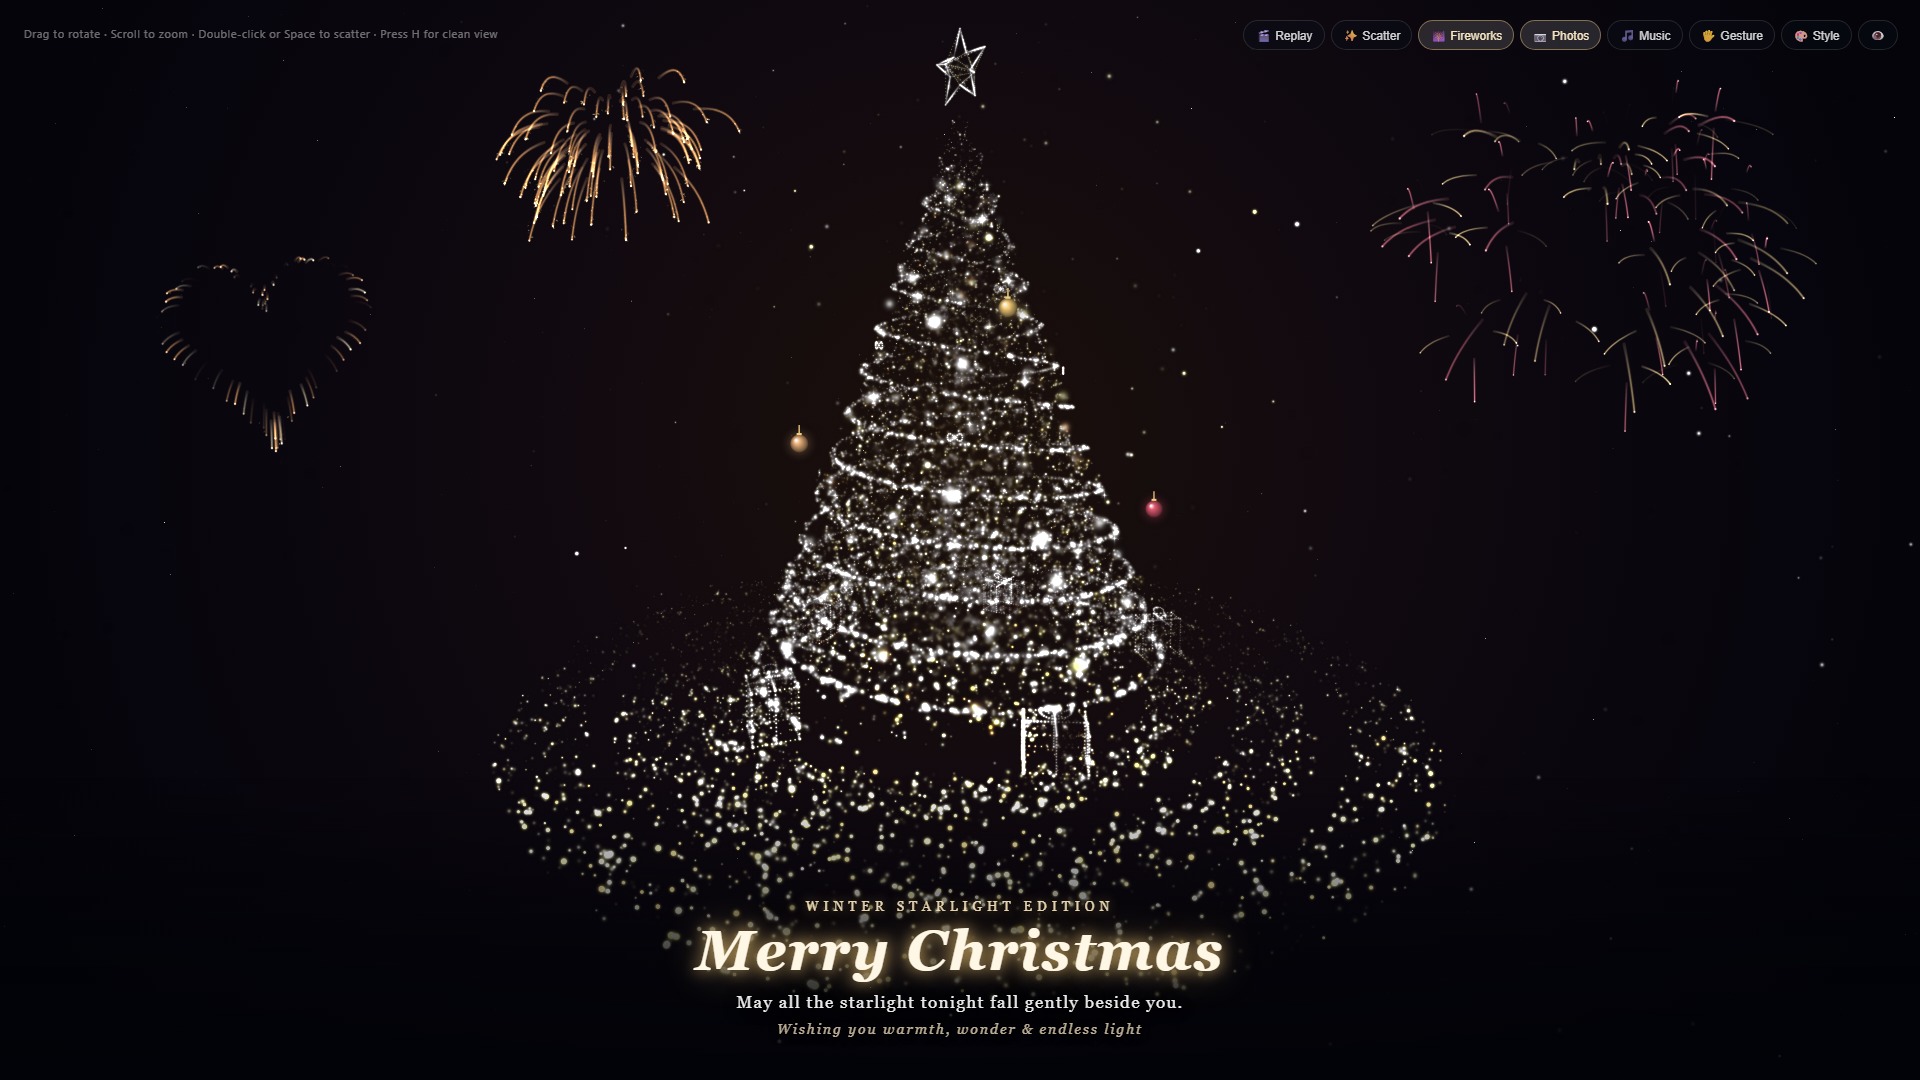 Drag to rotate · Scroll to zoom · Double-click or Space to scatter · Press H for clean view
Replay
Scatter
Fireworks
Photos
Music
Gesture
Style
WINTER STARLIGHT EDITION
Merry Christmas
May all the starlight tonight fall gently beside you.
Wishing you warmth, wonder & endless light